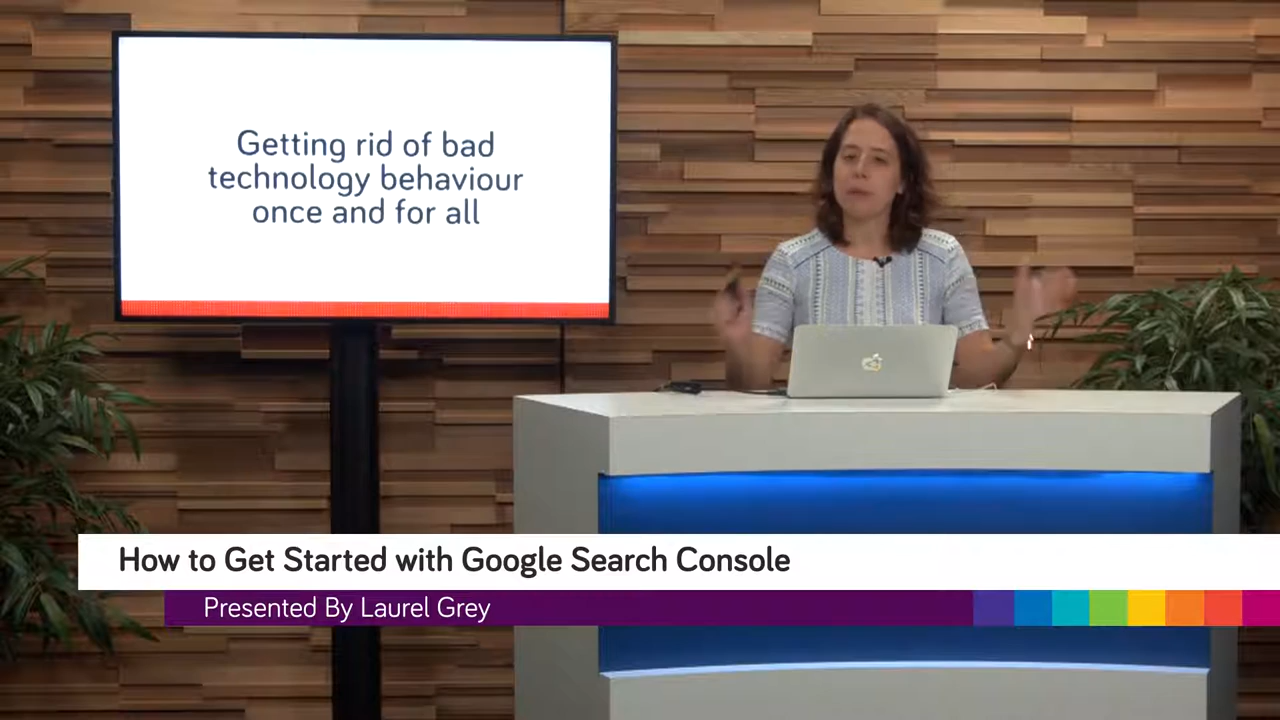 Getting rid of bad
technology behaviour
once and for all
How to Get Started with Google Search Console
Presented By Laurel Grey